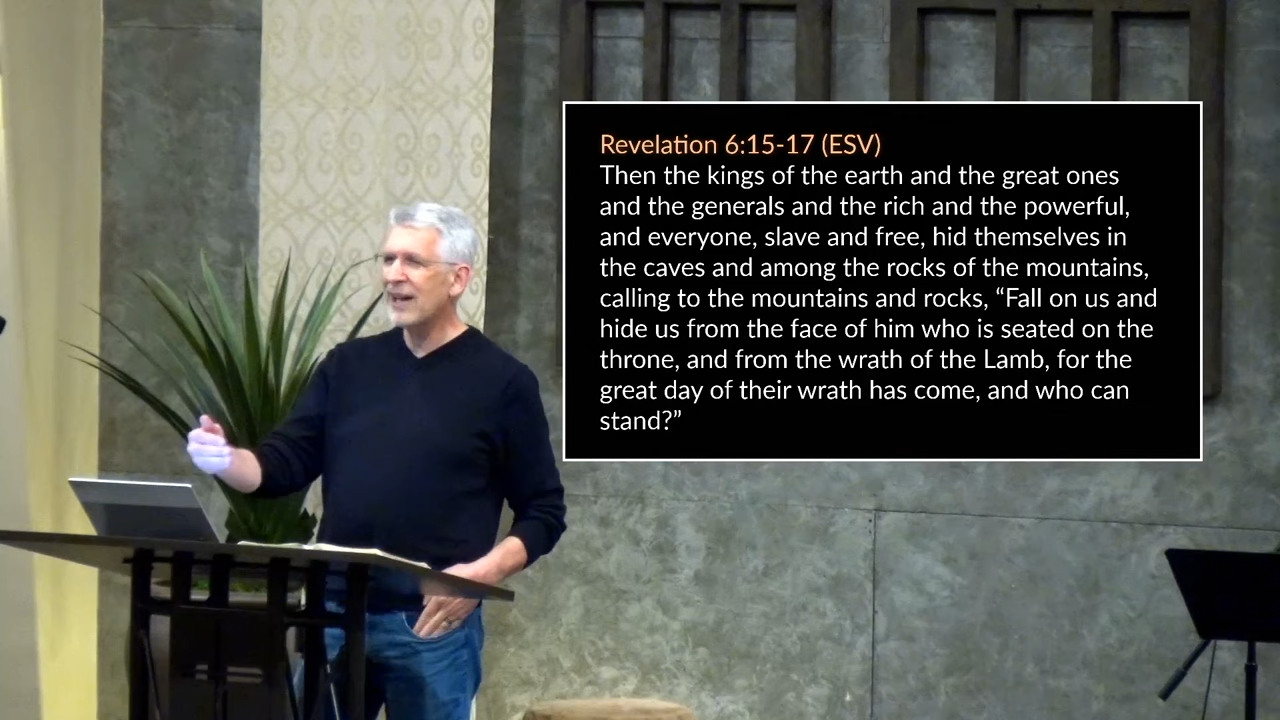 Revelation 6:15-17 (ESV)
Then the kings of the earth and the great ones
and the generals and the rich and the powerful,
and everyone, slave and free, hid themselves in
the caves and among the rocks of the mountains,
calling to the mountains and rocks, “Fall on us and
hide us from the face of him who is seated on the
throne, and from the wrath of the Lamb, for the
great day of their wrath has come, and who can
stand?”